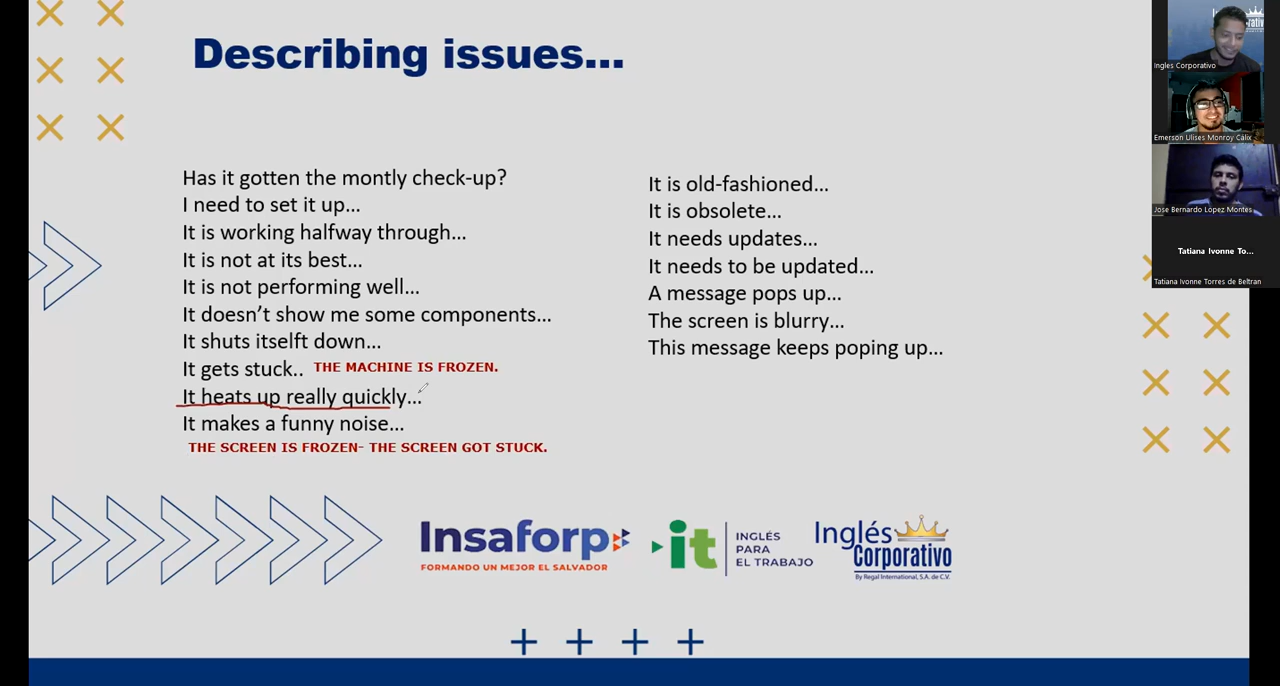 Describing issues...
Has it gotten the montly check-up?
I need to set it up...
It is working halfway through...
It is not at its best...
It is not performing well...
It doesn't show me some components...
It shuts itselft down...
It gets stuck.. THE MACHINE IS FROZEN.
It heats up really quickly...
It makes a funny noise...
THE SCREEN IS FROZEN- THE SCREEN GOT STUCK.
It is old-fashioned...
It is obsolete...
It needs updates...
It needs to be updated...
A message pops up...
The screen is blurry...
This message keeps poping up...
Insaforp
FORMANDO UN MEJOR EL SALVADOR
it
INGLÉS
PARA
EL TRABAJO
Inglés
Corporativo
By Regal International, S.A. de C.V.
Ingles Corporativo
Emerson Ulises Monroy Cálix
Jose Bernardo López Montes
Tatiana Ivonne To...
Tatiana Ivonne Torres de Beltran